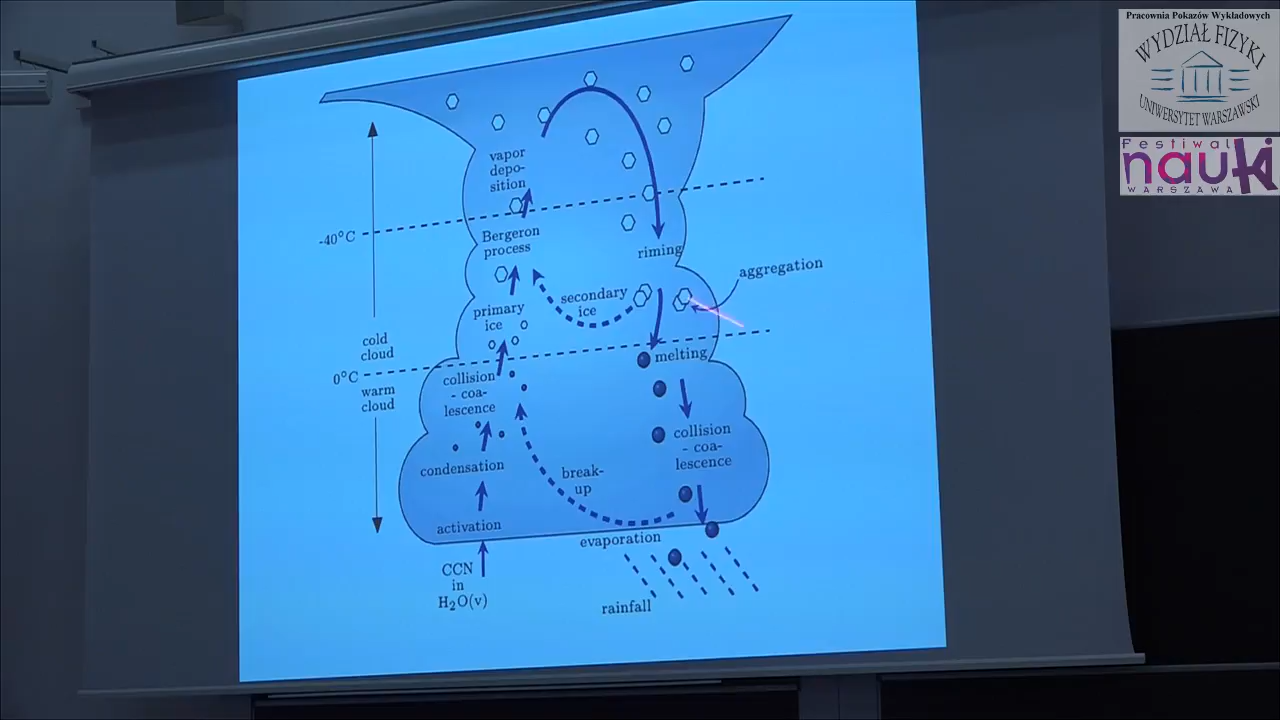 Pracownia Pokazów Wykładowych
WYDZIAŁ FIZYKI
UNIWERSYTET WARSZAWSKI
Festiwal
nauki
WARSZAWA
vapor
depo-
sition
-40°C
Bergeron
process
riming
aggregation
secondary
ice
primary
ice
cold
cloud
0°C
warm
cloud
melting
collision
- coa-
lescence
collision
- coa-
lescence
condensation
break-
up
activation
evaporation
CCN
in
H₂O(v)
rainfall